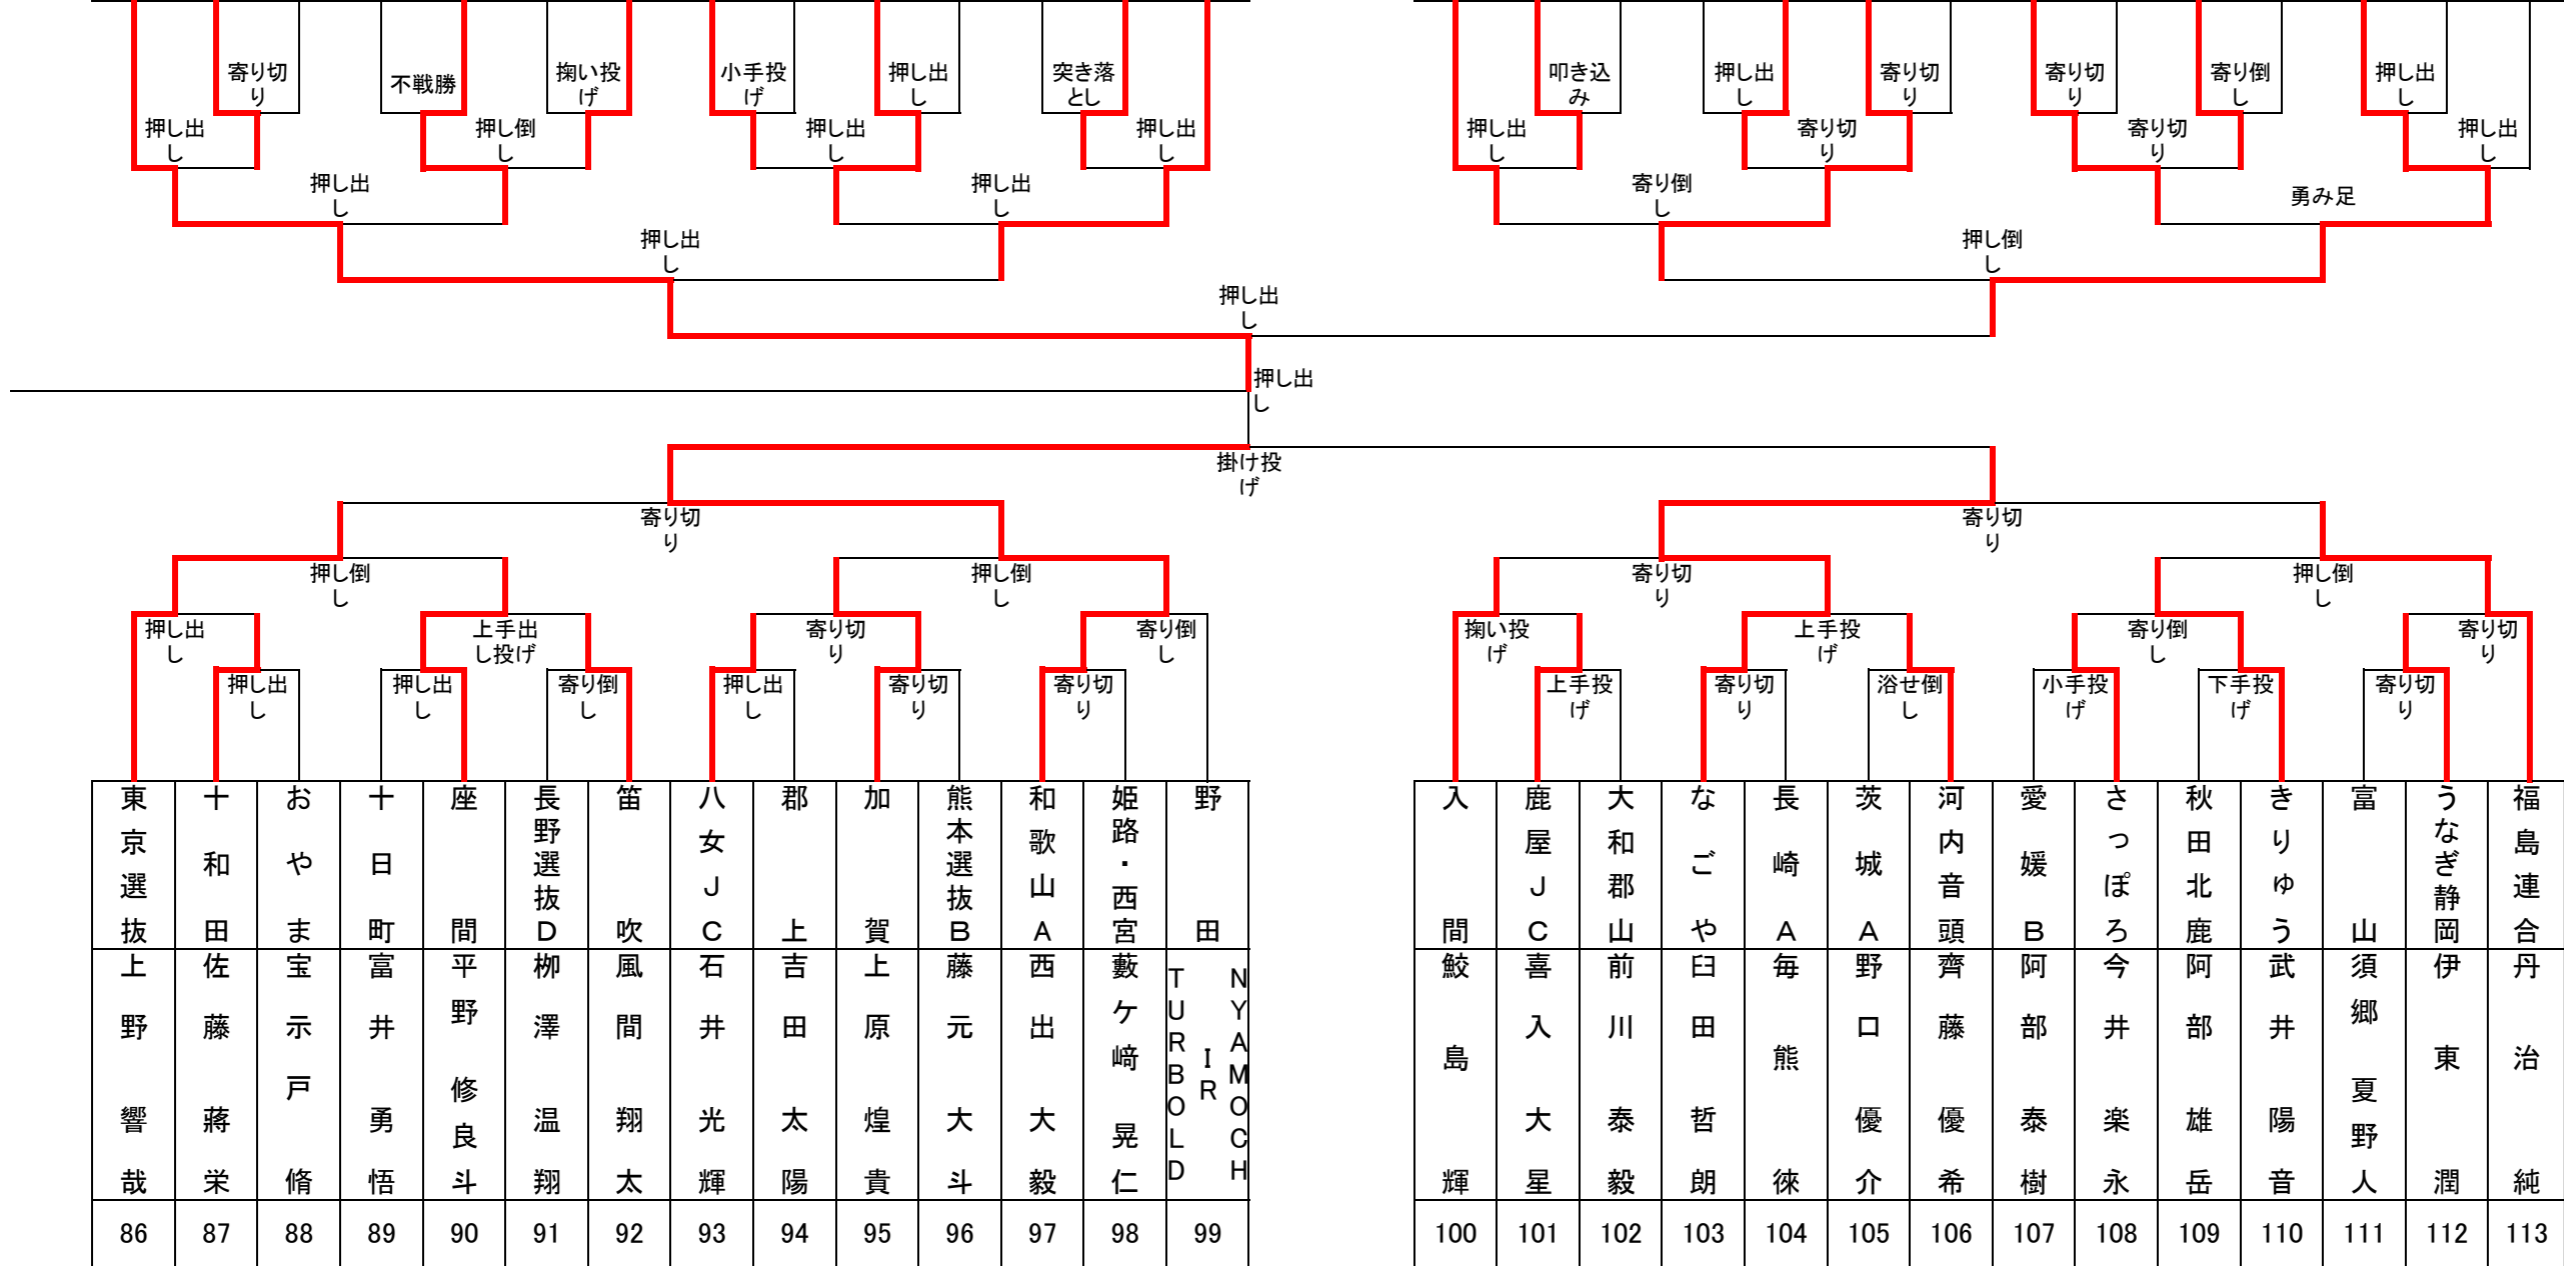 寄り切
り
不戦勝
掬い投
げ
小手投
げ
押し出
し
突き落
とし
叩き込
み
押し出
し
寄り切
り
寄り切
り
寄り倒
し
押し出
し
押し出
し
押し倒
し
押し出
し
押し出
し
押し出
し
寄り切
り
寄り切
り
押し出
し
押し出
し
押し出
し
寄り倒
し
勇み足
押し出
し
押し倒
し
押し出
し
押し出
し
掛け投
げ
寄り切
り
寄り切
り
押し倒
し
押し倒
し
寄り切
り
押し倒
し
押し出
し
上手出
し投げ
寄り切
り
寄り倒
し
掬い投
げ
上手投
げ
寄り倒
し
寄り切
り
押し出
し
押し出
し
寄り倒
し
押し出
し
寄り切
り
寄り切
り
上手投
げ
寄り切
り
浴せ倒
し
小手投
げ
下手投
げ
寄り切
り
東京選抜
十和田
おやま
十日町
座間
長野選抜D
笛吹
八女JC
郡上
加賀
熊本選抜B
和歌山A
姫路・西宮
野田
入間
鹿屋JC
大和郡山
なごや
長崎A
茨城A
河内音頭
愛媛B
さっぽろ
秋田北鹿
きりゅう
富山
うなぎ静岡
福島連合
上野響哉
佐藤蔣栄
宝示戸脩
富井勇悟
平野修良斗
栁澤温翔
風間翔太
石井光輝
吉田太陽
上原煌貴
藤元大斗
西出大毅
藪ケ﨑晃仁
NYAMOCH
IR
TURBOLD
鮫島輝
喜入大星
前川泰毅
臼田哲朗
毎熊徠
野口優介
齊藤優希
阿部泰樹
今井楽永
阿部雄岳
武井陽音
須郷夏野人
伊東潤
丹治純
86 87 88 89 90 91 92 93 94 95 96 97 98 99 100 101 102 103 104 105 106 107 108 109 110 111 112 113